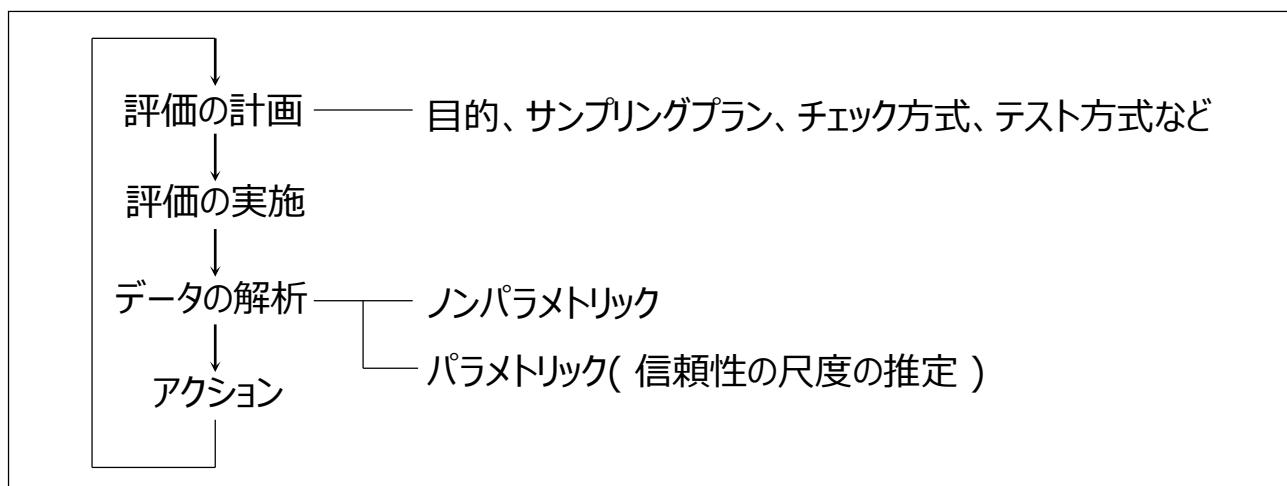 評価の計画
目的、サンプリングプラン、チェック方式、テスト方式など
評価の実施
データの解析
ノンパラメトリック
パラメトリック( 信頼性の尺度の推定 )
アクション